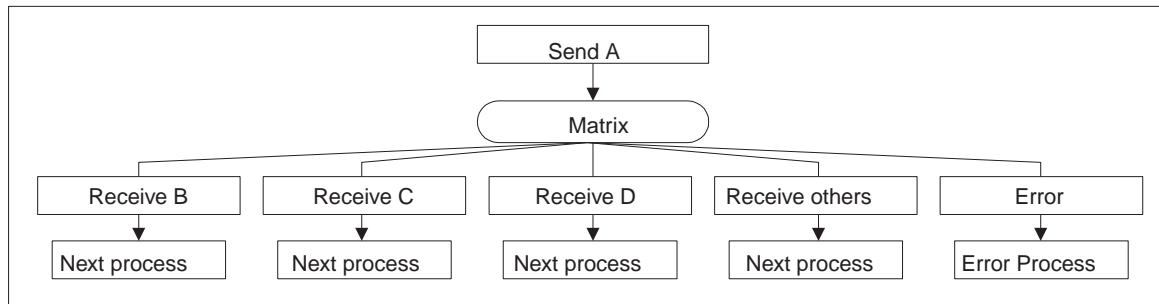 Send A
Matrix
Receive B
Receive C
Receive D
Receive others
Error
Next process
Next process
Next process
Next process
Error Process